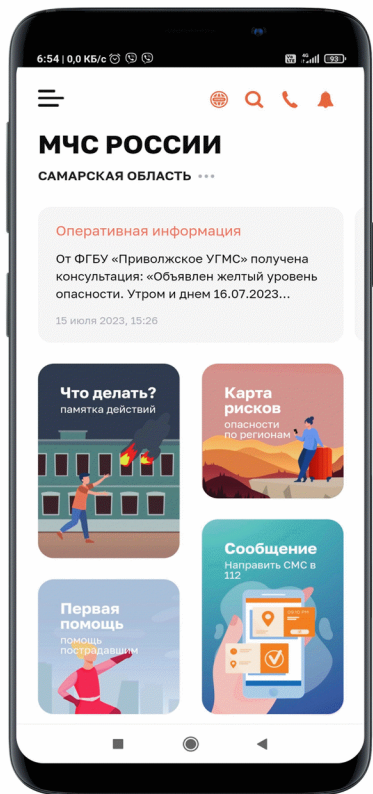 6:54 | 0,0 КБ/с
4G
93
МЧС РОССИИ
САМАРСКАЯ ОБЛАСТЬ
Оперативная информация
От ФГБУ «Приволжское УГМС» получена
консультация: «Объявлен желтый уровень
опасности. Утром и днем 16.07.2023...
15 июля 2023, 15:26
Что делать?
памятка действий
Карта
рисков
опасности
по регионам
Сообщение
Направить СМС в
112
Первая
помощь
помощь
пострадавшим